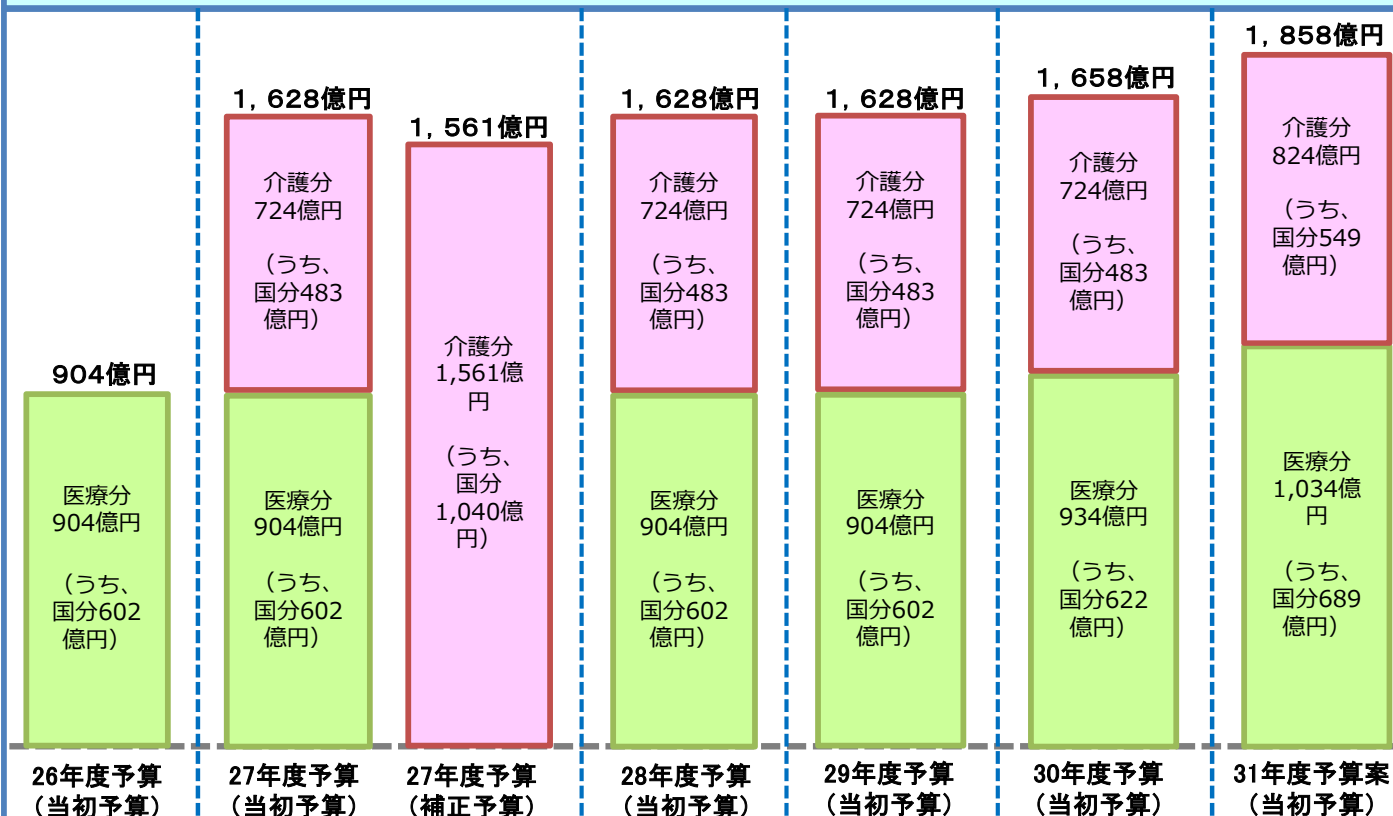 904億円
医療分
904億円
（うち、
国分602
億円）
26年度予算
（当初予算）
1，628億円
介護分
724億円
（うち、
国分483
億円）
医療分
904億円
（うち、
国分602
億円）
27年度予算
（当初予算）
1，561億円
介護分
1,561億
円
（うち、
国分
1,040億
円）
27年度予算
（補正予算）
1，628億円
介護分
724億円
（うち、
国分483
億円）
医療分
904億円
（うち、
国分602
億円）
28年度予算
（当初予算）
1，628億円
介護分
724億円
（うち、
国分483
億円）
医療分
904億円
（うち、
国分602
億円）
29年度予算
（当初予算）
1，658億円
介護分
724億円
（うち、
国分483
億円）
医療分
934億円
（うち、
国分622
億円）
30年度予算
（当初予算）
1，858億円
介護分
824億円
（うち、
国分549
億円）
医療分
1,034億
円
（うち、
国分689
億円）
31年度予算案
（当初予算）